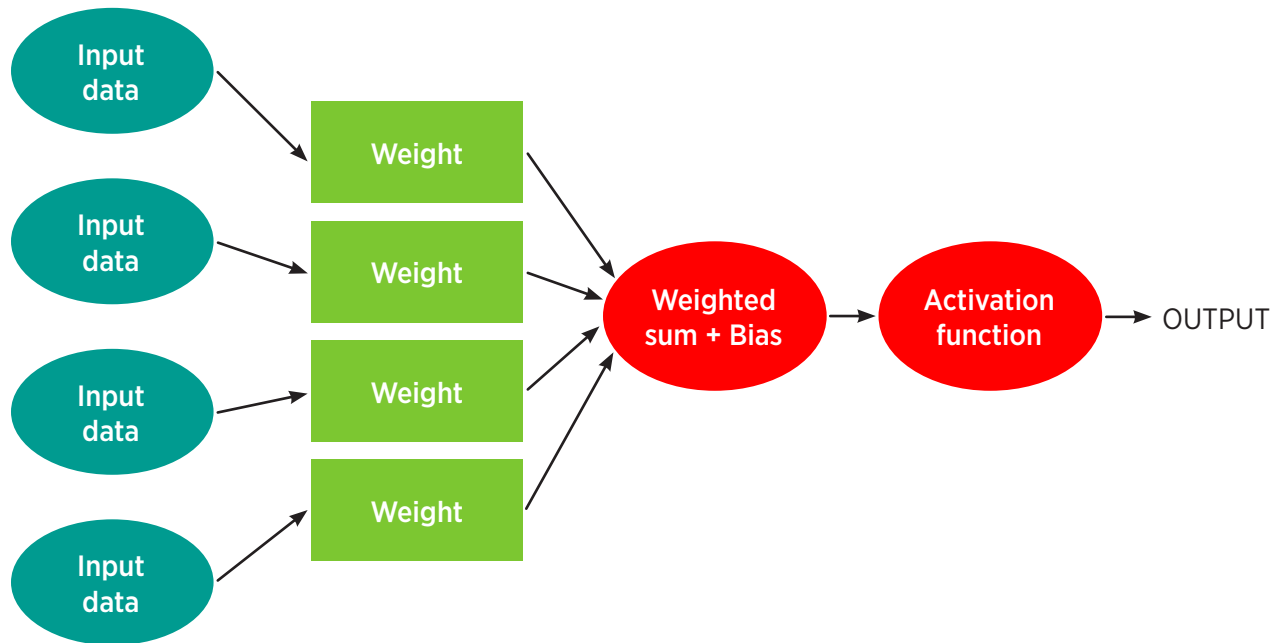 Input
data
Input
data
Input
data
Input
data
Weight
Weight
Weight
Weight
Weighted
sum + Bias
Activation
function
OUTPUT